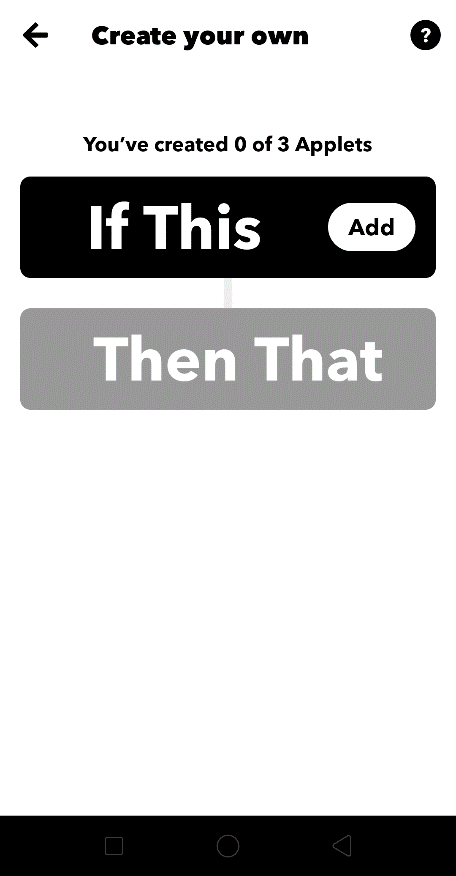 Create your own
?
You've created 0 of 3 Applets
If This
Add
Then That